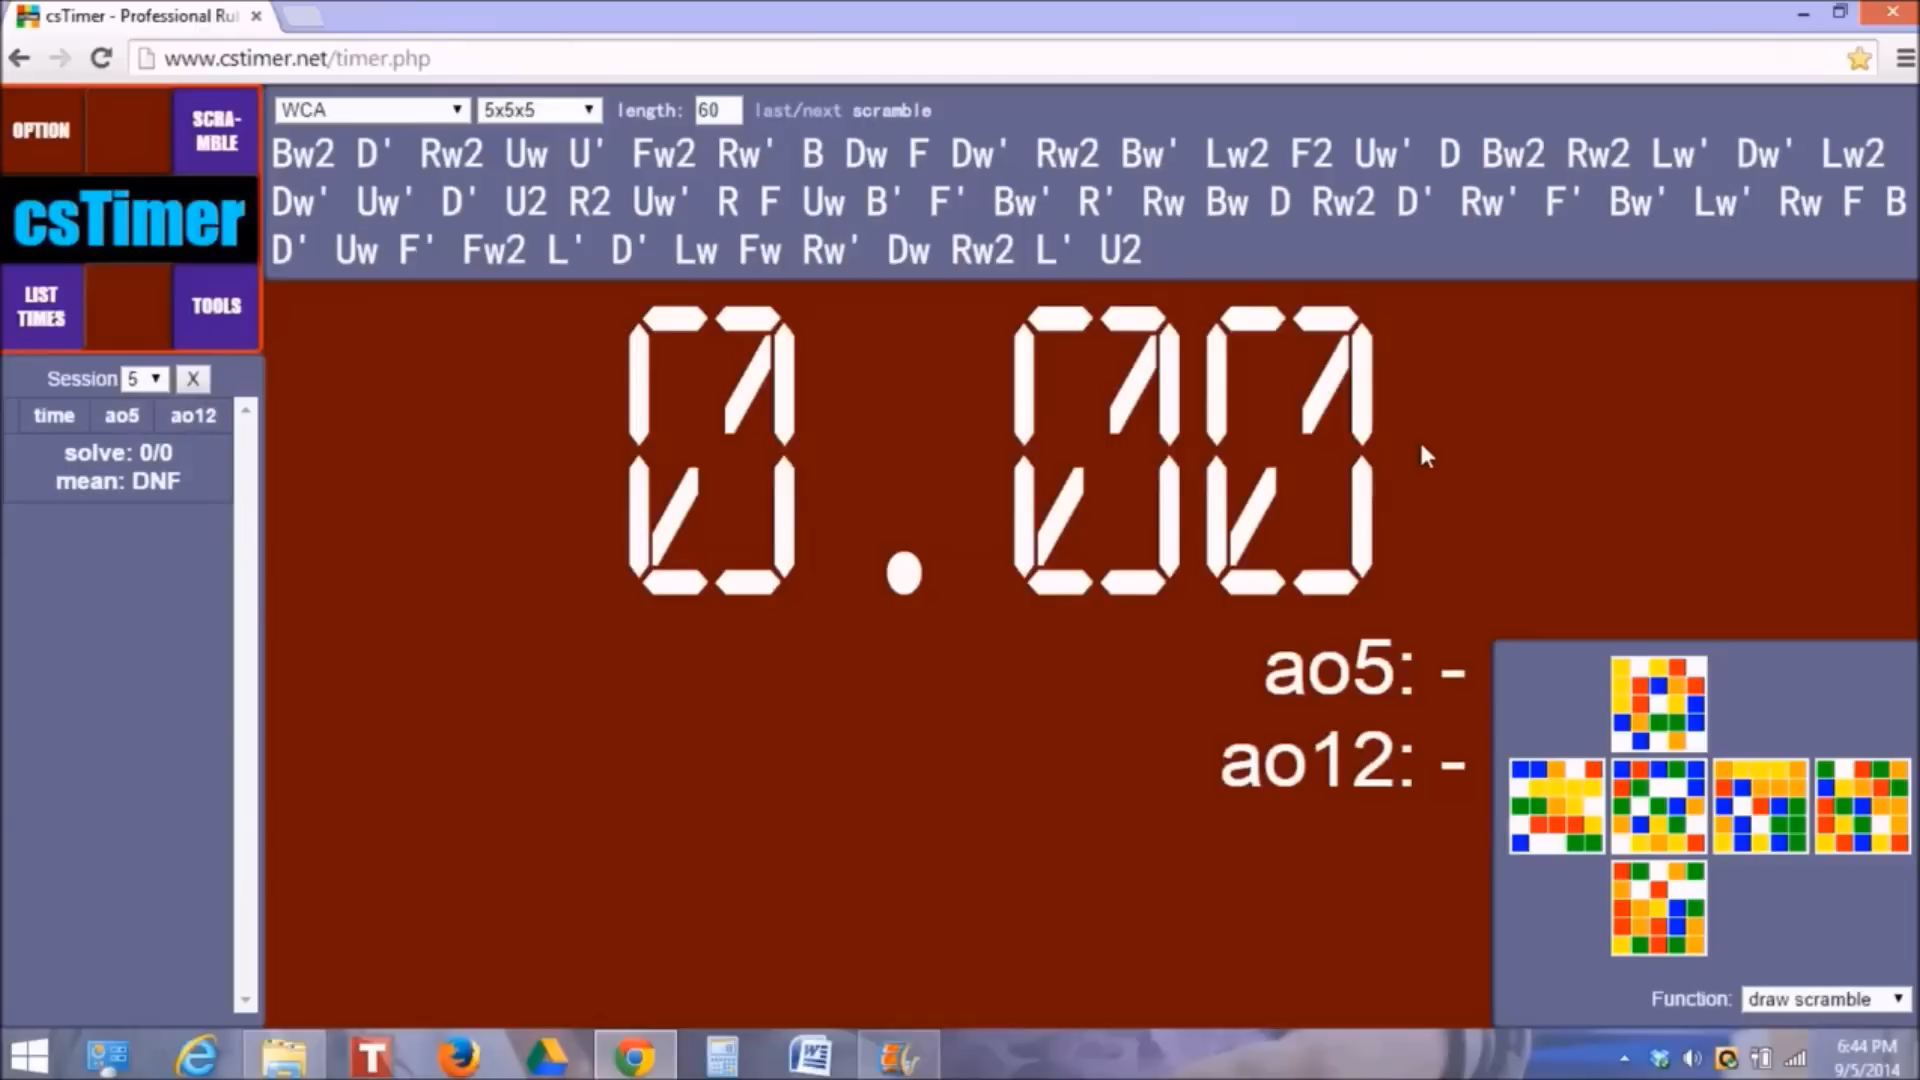 csTimer - Professional Ru
www.cstimer.net/timer.php
OPTION
SCRA-
MBLE
csTimer
LIST
TIMES
TOOLS
WCA 5x5x5 length: 60 last/next scramble
Bw2 D' Rw2 Uw U' Fw2 Rw' B Dw F Dw' Rw2 Bw' Lw2 F2 Uw' D Bw2 Rw2 Lw' Dw' Lw2
Dw' Uw' D' U2 R2 Uw' R F Uw B' F' Bw' R' Rw Bw D Rw2 D' Rw' F' Bw' Lw' Rw F B
D' Uw F' Fw2 L' D' Lw Fw Rw' Dw Rw2 L' U2
Session 5 X
time ao5 ao12
solve: 0/0
mean: DNF
0.00
ao5: -
ao12: -
Function: draw scramble
6:44 PM
9/5/2014